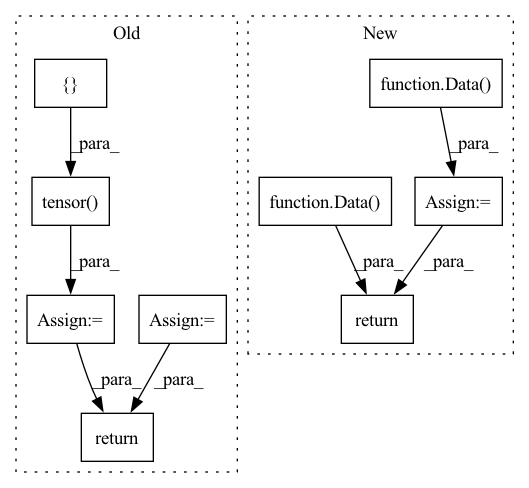 Old
New
{}
function.Data()
_para_
_para_
tensor()
function.Data()
Assign:=
_para_
_para_
_para_
Assign:=
Assign:=
return
_para_
_para_
return